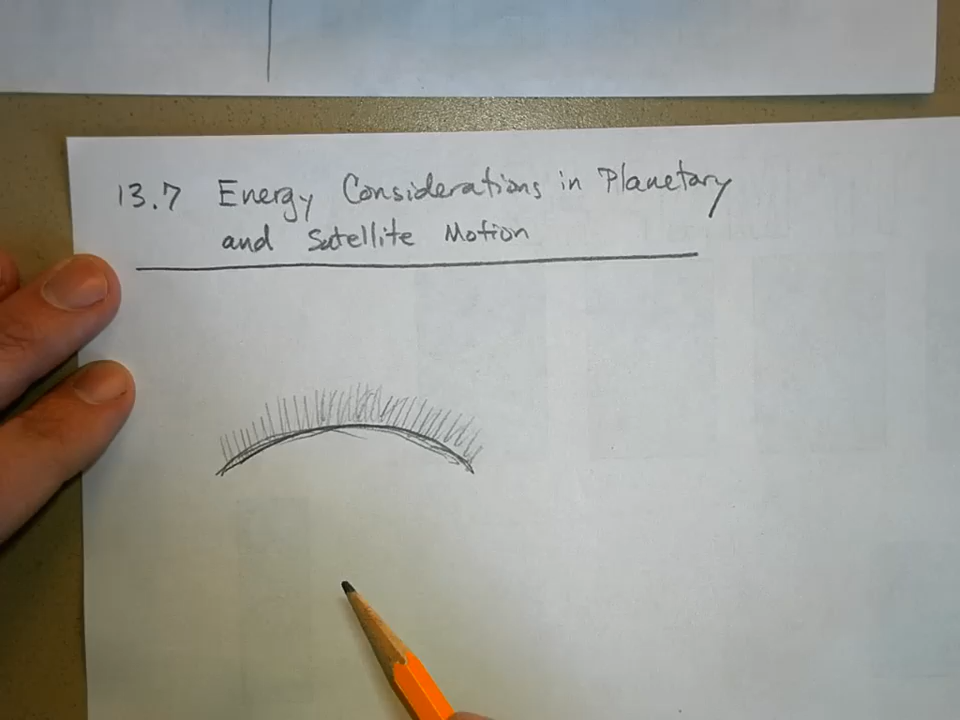 13.7 Energy Considerations in Planetary
and Satellite Motion